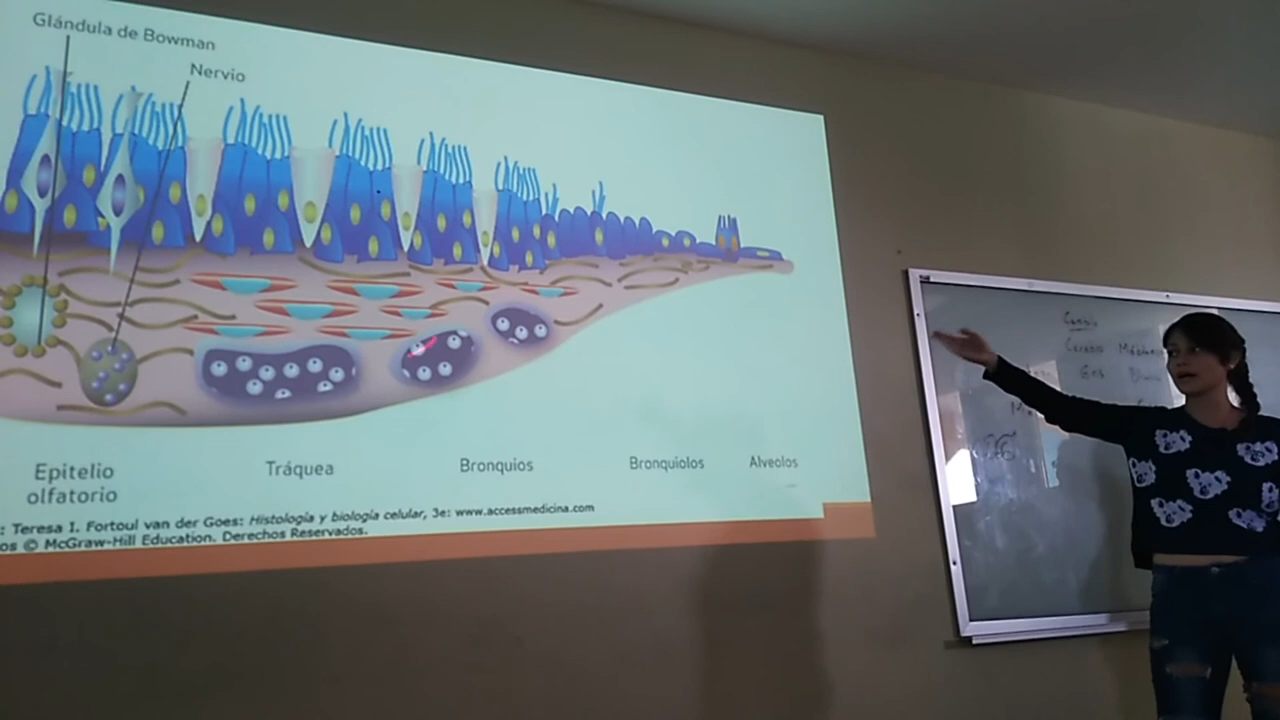 Glándula de Bowman
Nervio
Epitelio
olfatorio
Tráquea
Bronquios
Bronquiolos
Alveolos
: Teresa I. Fortoul van der Goes: Histología y biología celular, 3e: www.accessmedicina.com
os © McGraw-Hill Education. Derechos Reservados.